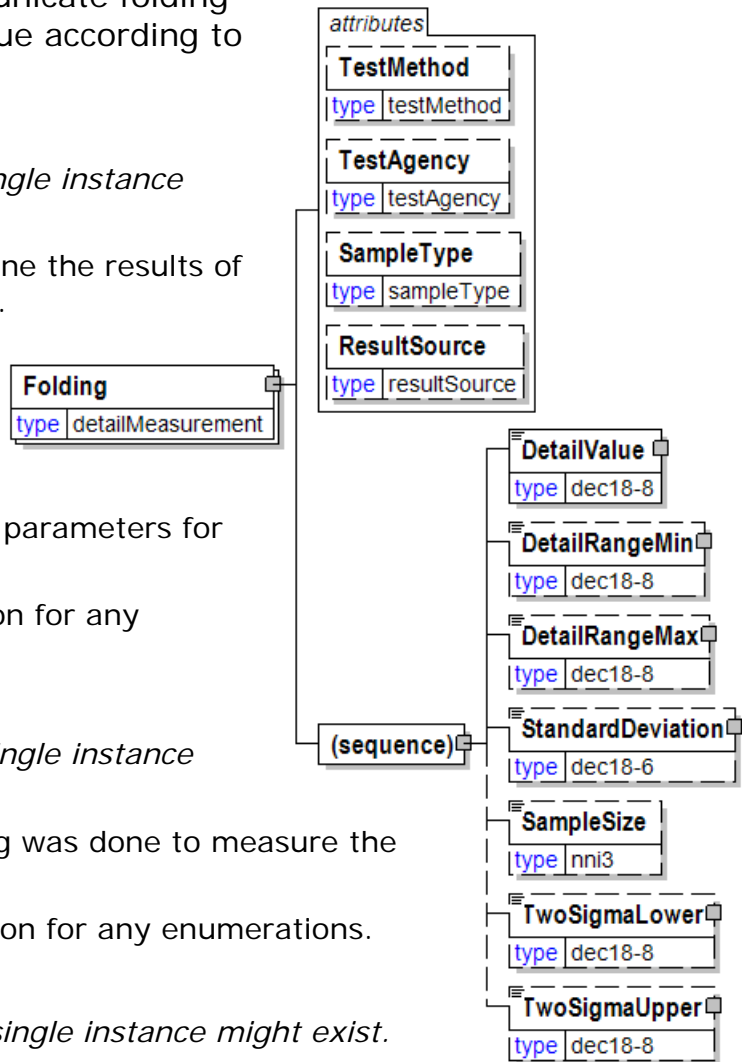 unicate folding
ue according to
ngle instance
ne the results of
.
parameters for
on for any
ngle instance
g was done to measure the
on for any enumerations.
single instance might exist.
attributes
TestMethod
type testMethod
TestAgency
type testAgency
SampleType
type sampleType
ResultSource
type resultSource
Folding
type detailMeasurement
(sequence)
DetailValue
type dec18-8
DetailRangeMin
type dec18-8
DetailRangeMax
type dec18-8
StandardDeviation
type dec18-6
SampleSize
type nni3
TwoSigmaLower
type dec18-8
TwoSigmaUpper
type dec18-8